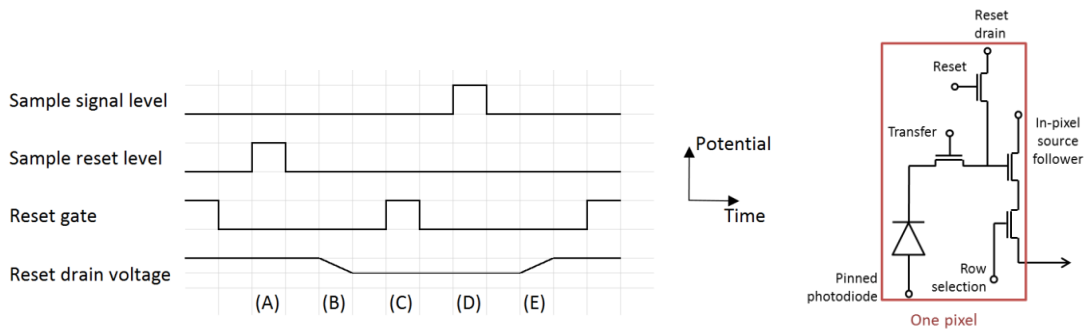 Sample signal level
Sample reset level
Reset gate
Reset drain voltage
(A)
(B)
(C)
(D)
(E)
Potential
Time
Reset
drain
Reset
Transfer
In-pixel
source
follower
Pinned
photodiode
Row
selection
One pixel